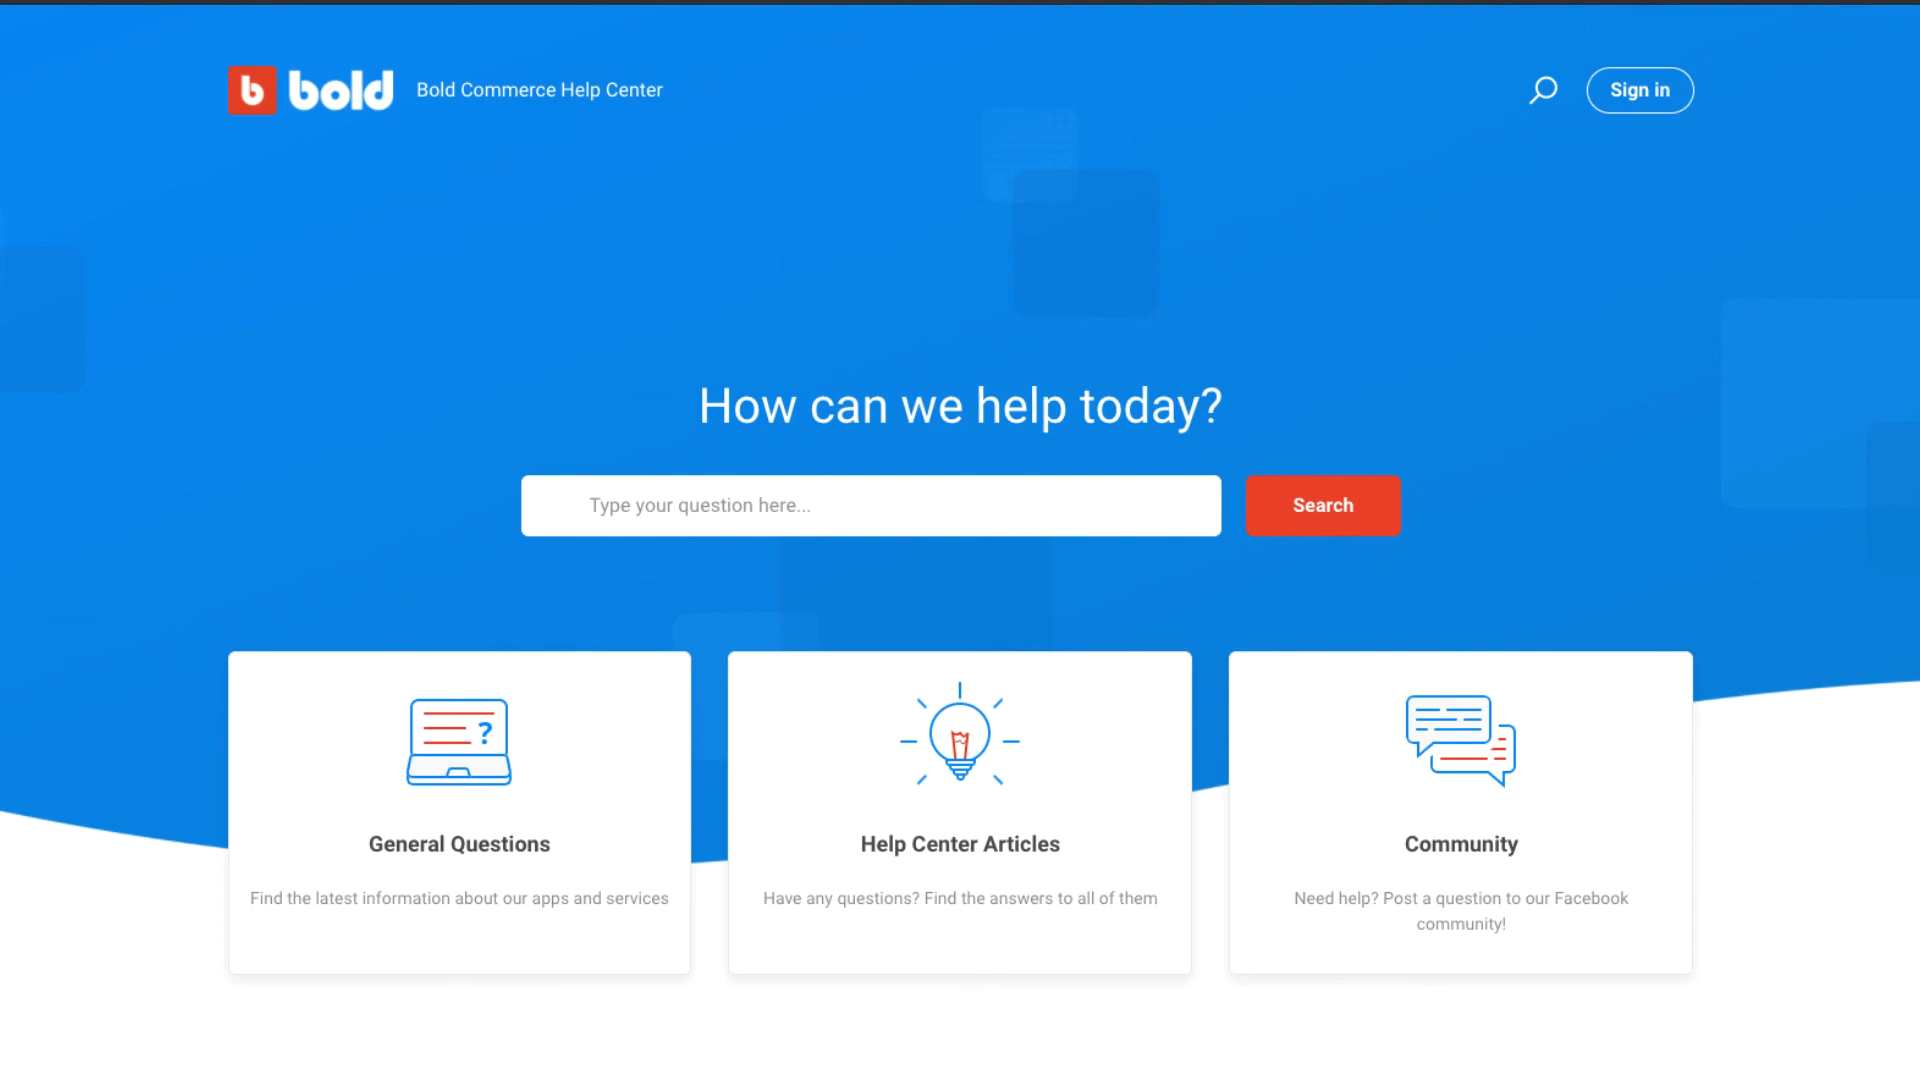 b bold Bold Commerce Help Center Sign in
How can we help today?
Type your question here... Search
?
General Questions
Find the latest information about our apps and services
Help Center Articles
Have any questions? Find the answers to all of them
Community
Need help? Post a question to our Facebook
community!